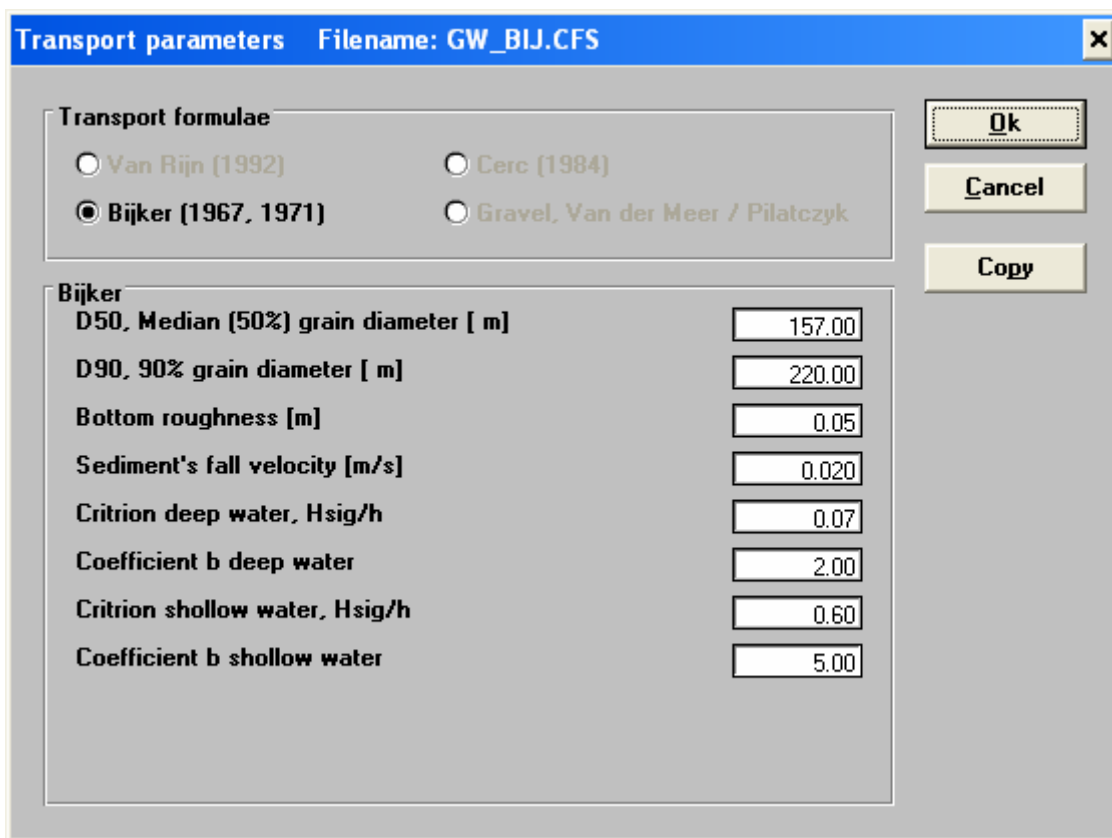 Transport parameters Filename: GW_BIJ.CFS
Transport formulae
Van Rijn (1992)
Cerc (1984)
Bijker (1967, 1971)
Gravel, Van der Meer / Pilatczyk
Ok
Cancel
Copy
Bijker
D50, Median (50%) grain diameter [ m] 157.00
D90, 90% grain diameter [ m] 220.00
Bottom roughness [m] 0.05
Sediment's fall velocity [m/s] 0.020
Critrion deep water, Hsig/h 0.07
Coefficient b deep water 2.00
Critrion shollow water, Hsig/h 0.60
Coefficient b shollow water 5.00